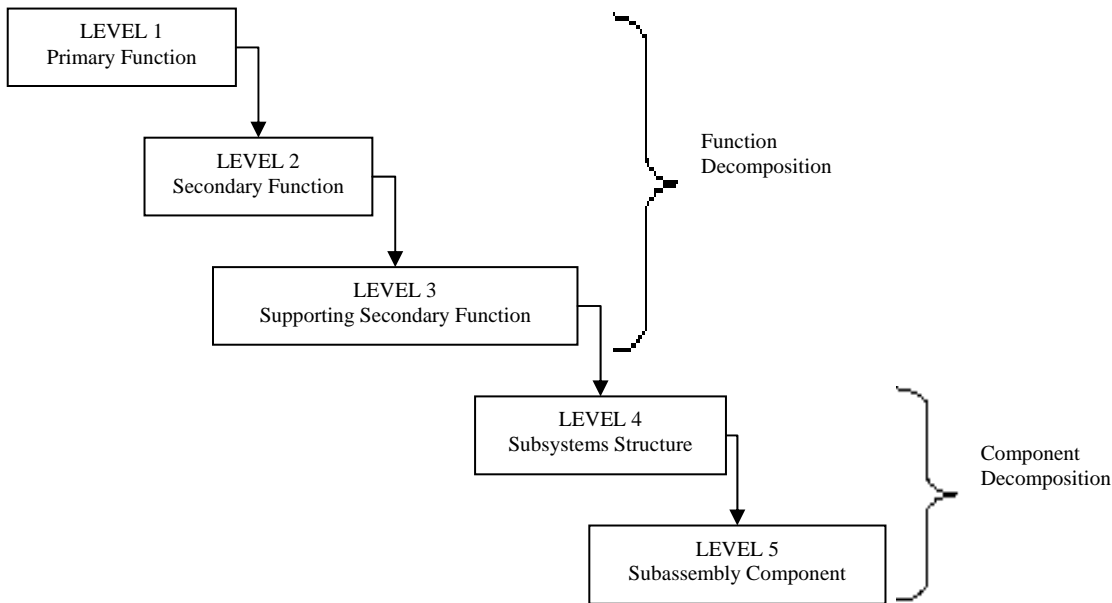 LEVEL 1
Primary Function
LEVEL 2
Secondary Function
Function
Decomposition
LEVEL 3
Supporting Secondary Function
LEVEL 4
Subsystems Structure
Component
Decomposition
LEVEL 5
Subassembly Component